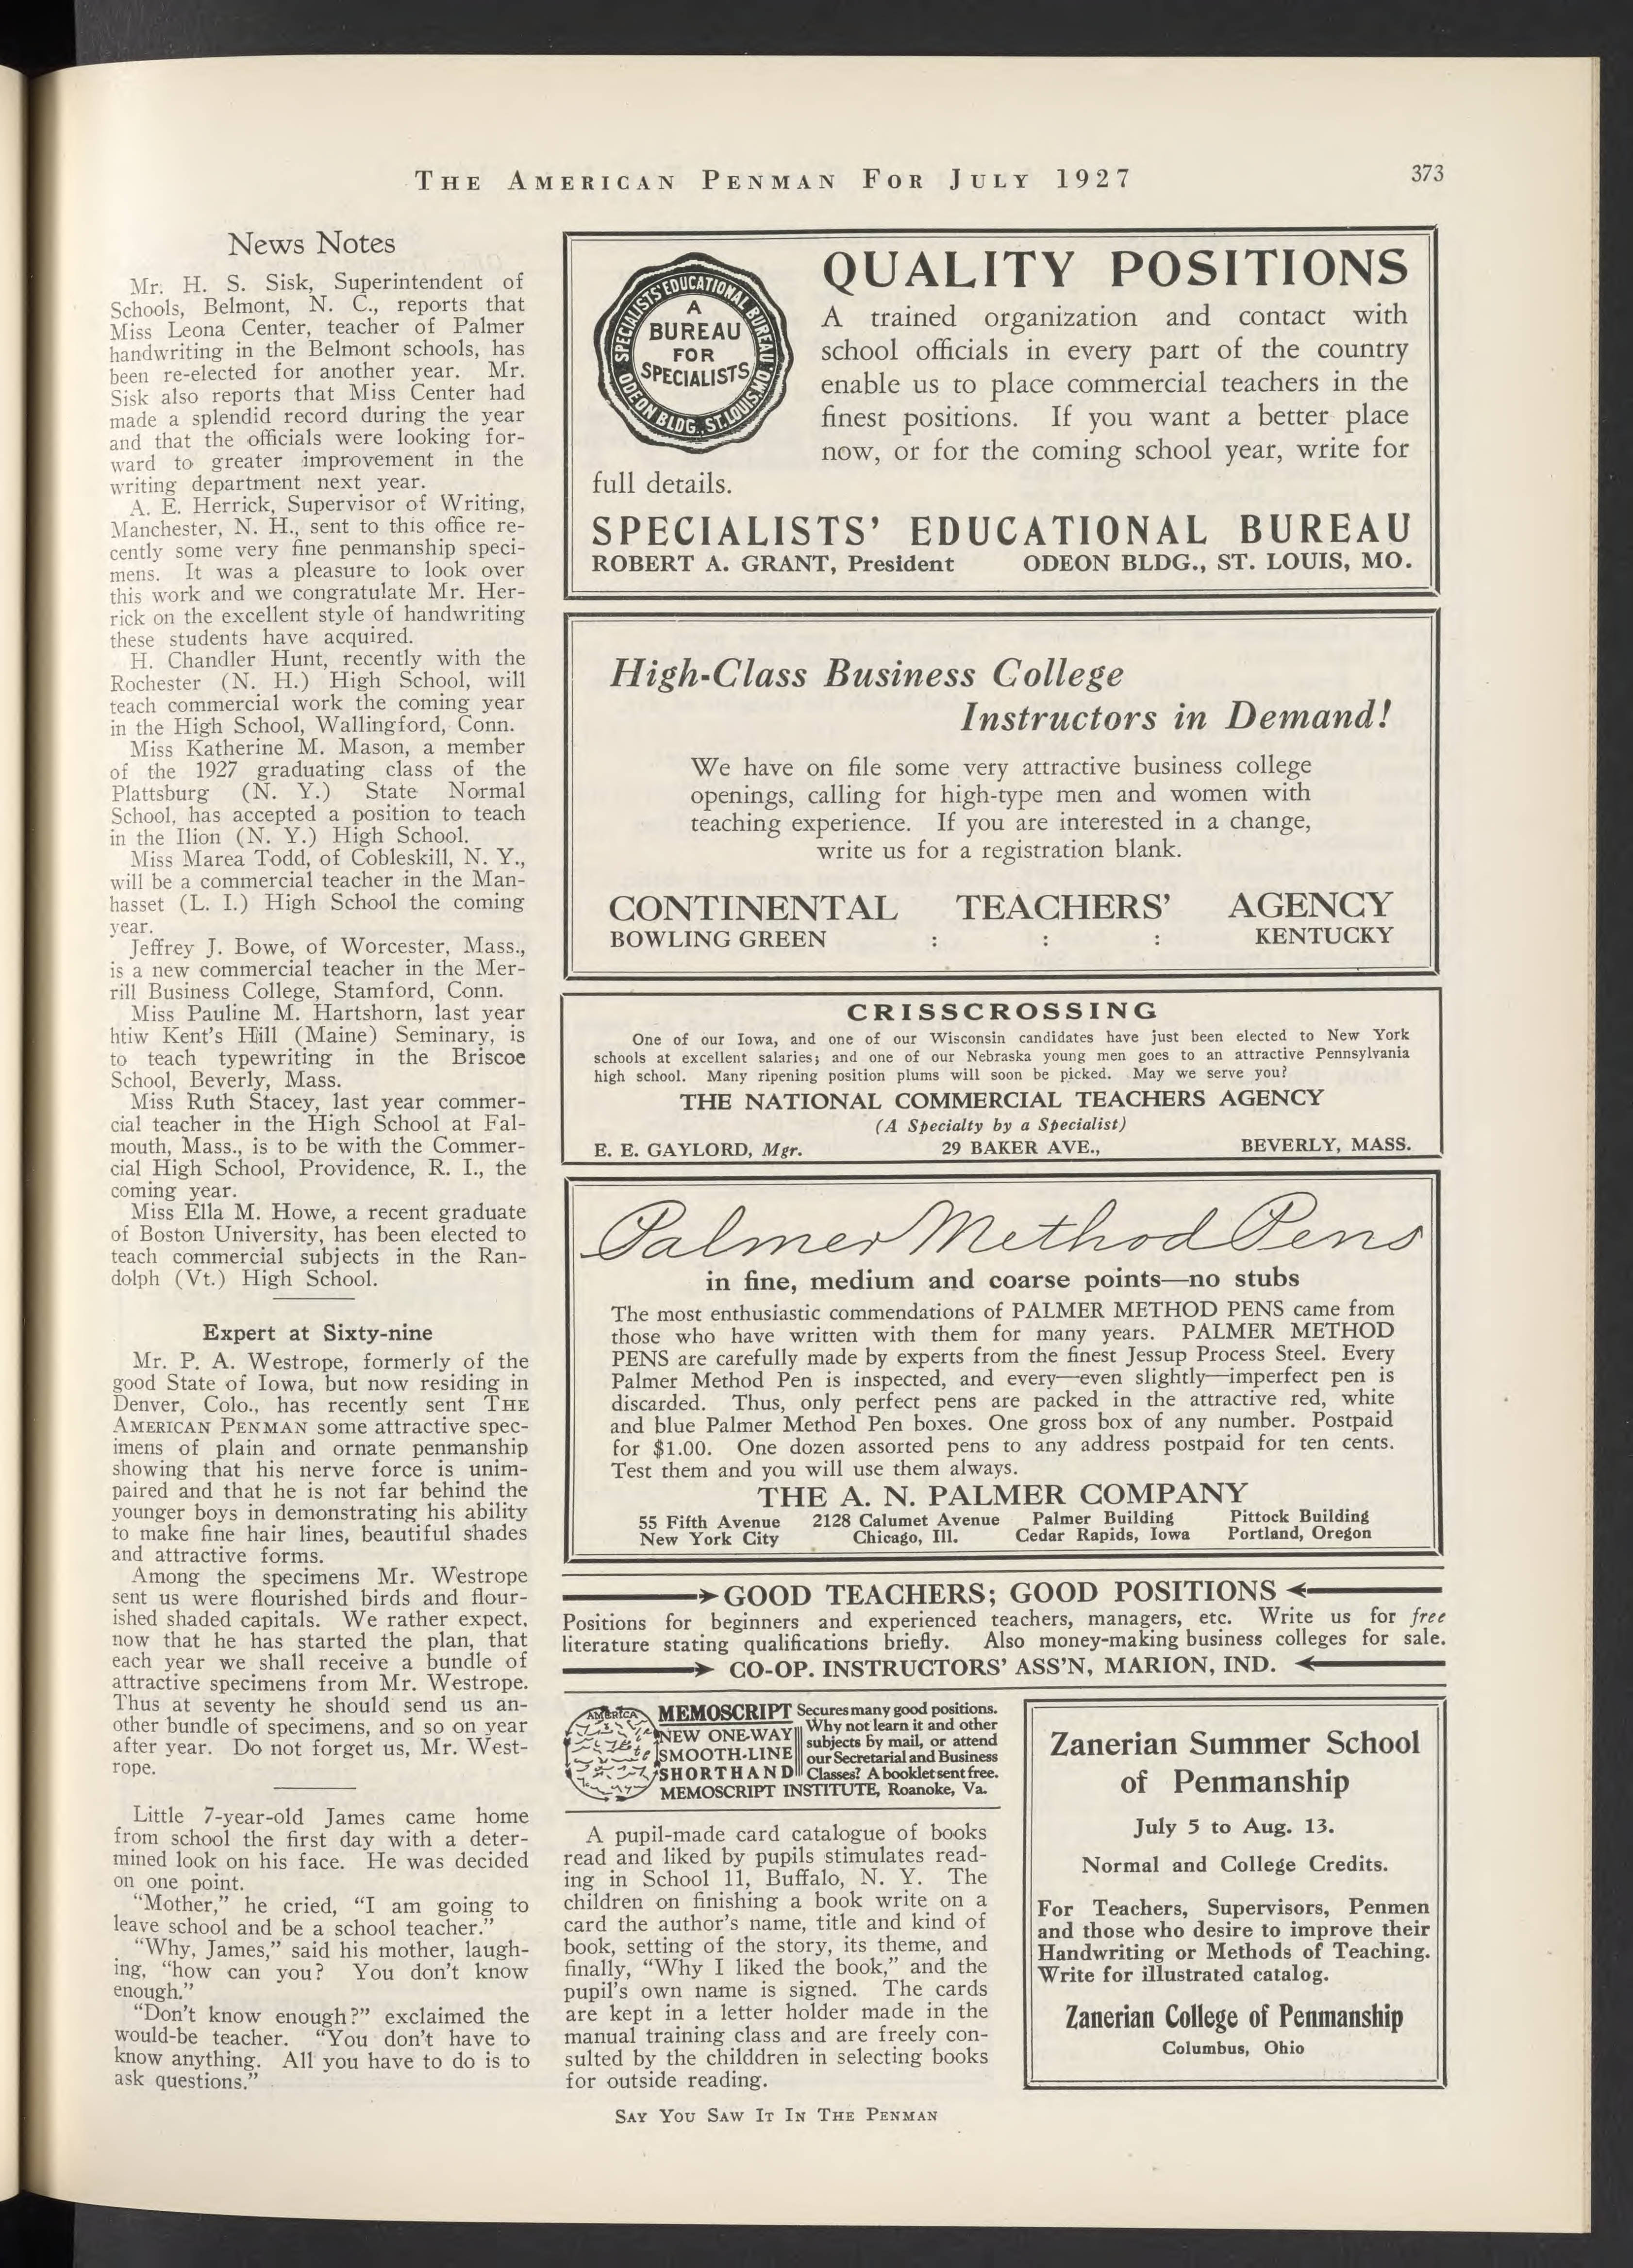 THE AMERICAN PENMAN FOR JULY 1927
373
News Notes
Mr. H. S. Sisk, Superintendent of
Schools, Belmont, N. C., reports that
Miss Leona Center, teacher of Palmer
handwriting in the Belmont schools, has
been re-elected for another year. Mr.
Sisk also reports that Miss Center had
made a splendid record during the year
and that the officials were looking for-
ward to greater improvement in the
writing department next year.
A. E. Herrick, Supervisor of Writing,
Manchester, N. H., sent to this office re-
cently some very fine penmanship speci-
mens. It was a pleasure to look over
this work and we congratulate Mr. Her-
rick on the excellent style of handwriting
these students have acquired.
H. Chandler Hunt, recently with the
Rochester (N. H.) High School, will
teach commercial work the coming year
in the High School, Wallingford, Conn.
Miss Katherine M. Mason, a member
of the 1927 graduating class of the
Plattsburg (N. Y.) State Normal
School, has accepted a position to teach
in the Ilion (N. Y.) High School.
Miss Marea Todd, of Cobleskill, N. Y.,
will be a commercial teacher in the Man-
hasset (L. I.) High School the coming
year.
Jeffrey J. Bowe, of Worcester, Mass.,
is a new commercial teacher in the Mer-
rill Business College, Stamford, Conn.
Miss Pauline M. Hartshorn, last year
htiw Kent's Hill (Maine) Seminary, is
to teach typewriting in the Briscoe
School, Beverly, Mass.
Miss Ruth Stacey, last year commer-
cial teacher in the High School at Fal-
mouth, Mass., is to be with the Commer-
cial High School, Providence, R. I., the
coming year.
Miss Ella M. Howe, a recent graduate
of Boston University, has been elected to
teach commercial subjects in the Ran-
dolph (Vt.) High School.
Expert at Sixty-nine
Mr. P. A. Westrope, formerly of the
good State of Iowa, but now residing in
Denver, Colo., has recently sent THE
AMERICAN PENMAN some attractive spec-
imens of plain and ornate penmanship
showing that his nerve force is unim-
paired and that he is not far behind the
younger boys in demonstrating his ability
to make fine hair lines, beautiful shades
and attractive forms.
Among the specimens Mr. Westrope
sent us were flourished birds and flour-
ished shaded capitals. We rather expect,
now that he has started the plan, that
each year we shall receive a bundle of
attractive specimens from Mr. Westrope.
Thus at seventy he should send us an-
other bundle of specimens, and so on year
after year. Do not forget us, Mr. West-
rope.
Little 7-year-old James came home
from school the first day with a deter-
mined look on his face. He was decided
on one point.
"Mother," he cried, "I am going to
leave school and be a school teacher."
"Why, James," said his mother, laugh-
ing, "how can you? You don't know
enough."
"Don't know enough?" exclaimed the
would-be teacher. "You don't have to
know anything. All you have to do is to
ask questions."
SPECIALISTS' EDUCATIONAL BUREAU
ODEON BLDG., ST. LOUIS, MO.
A
BUREAU
FOR
SPECIALISTS
QUALITY POSITIONS
A trained organization and contact with
school officials in every part of the country
enable us to place commercial teachers in the
finest positions. If you want a better place
now, or for the coming school year, write for
full details.
SPECIALISTS' EDUCATIONAL BUREAU
ROBERT A. GRANT, President ODEON BLDG., ST. LOUIS, MO.
High-Class Business College
Instructors in Demand!
We have on file some very attractive business college
openings, calling for high-type men and women with
teaching experience. If you are interested in a change,
write us for a registration blank.
CONTINENTAL TEACHERS' AGENCY
BOWLING GREEN : : : KENTUCKY
CRISSCROSSING
One of our Iowa, and one of our Wisconsin candidates have just been elected to New York
schools at excellent salaries; and one of our Nebraska young men goes to an attractive Pennsylvania
high school. Many ripening position plums will soon be picked. May we serve you?
THE NATIONAL COMMERCIAL TEACHERS AGENCY
(A Specialty by a Specialist)
E. E. GAYLORD, Mgr. 29 BAKER AVE., BEVERLY, MASS.
Palmer Method Pens
in fine, medium and coarse points—no stubs
The most enthusiastic commendations of PALMER METHOD PENS came from
those who have written with them for many years. PALMER METHOD
PENS are carefully made by experts from the finest Jessup Process Steel. Every
Palmer Method Pen is inspected, and every—even slightly—imperfect pen is
discarded. Thus, only perfect pens are packed in the attractive red, white
and blue Palmer Method Pen boxes. One gross box of any number. Postpaid
for $1.00. One dozen assorted pens to any address postpaid for ten cents.
Test them and you will use them always.
THE A. N. PALMER COMPANY
55 Fifth Avenue 2128 Calumet Avenue Palmer Building Pittock Building
New York City Chicago, Ill. Cedar Rapids, Iowa Portland, Oregon
GOOD TEACHERS; GOOD POSITIONS
Positions for beginners and experienced teachers, managers, etc. Write us for free
literature stating qualifications briefly. Also money-making business colleges for sale.
CO-OP. INSTRUCTORS' ASS'N, MARION, IND.
AMERICA
MEMOSCRIPT
NEW ONE-WAY
SMOOTH-LINE
SHORTHAND
Secures many good positions.
Why not learn it and other
subjects by mail, or attend
our Secretarial and Business
Classes? A booklet sent free.
MEMOSCRIPT INSTITUTE, Roanoke, Va.
A pupil-made card catalogue of books
read and liked by pupils stimulates read-
ing in School 11, Buffalo, N. Y. The
children on finishing a book write on a
card the author's name, title and kind of
book, setting of the story, its theme, and
finally, "Why I liked the book," and the
pupil's own name is signed. The cards
are kept in a letter holder made in the
manual training class and are freely con-
sulted by the childdren in selecting books
for outside reading.
Zanerian Summer School
of Penmanship
July 5 to Aug. 13.
Normal and College Credits.
For Teachers, Supervisors, Penmen
and those who desire to improve their
Handwriting or Methods of Teaching.
Write for illustrated catalog.
Zanerian College of Penmanship
Columbus, Ohio
SAY YOU SAW IT IN THE PENMAN